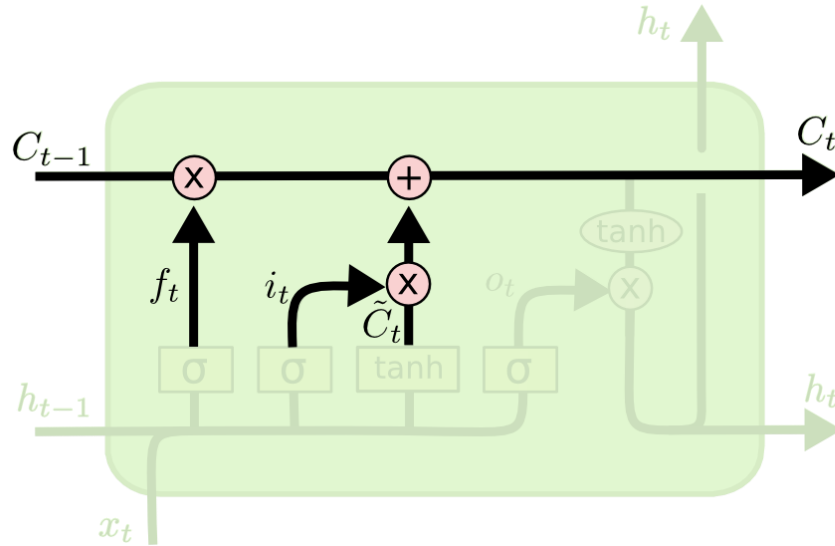 h_t
C_{t-1}
C_t
x
+
tanh
f_t
i_t
x
o_t
x
C̃_t
σ
σ
tanh
σ
h_{t-1}
h_t
x_t